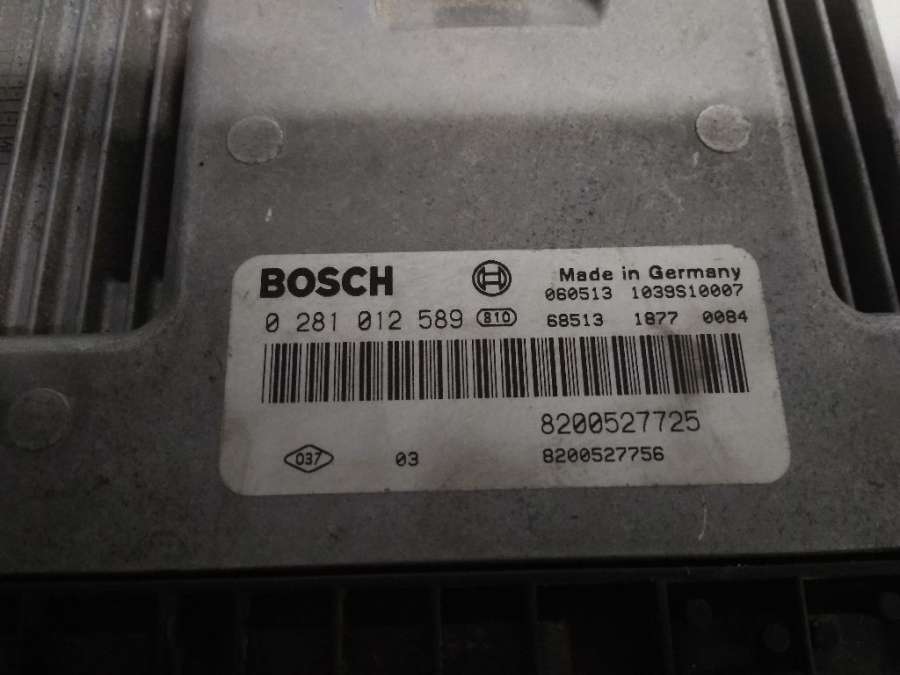 BOSCH
Made in Germany
060513 1039S10007
0 281 012 589 810
68513 1877 0084
8200527725
037 03 8200527756